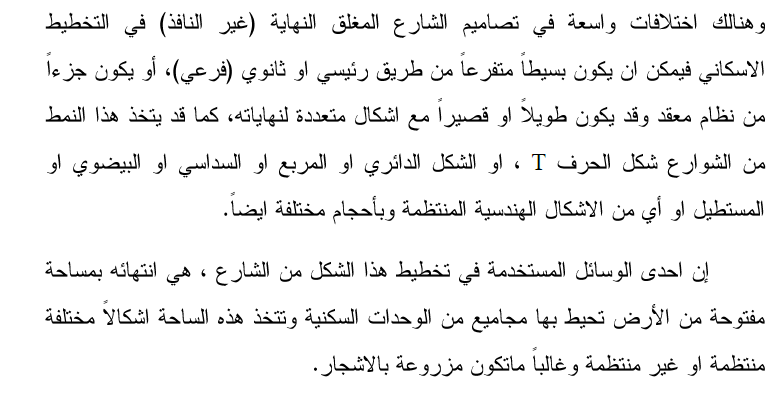 وهنالك اختلافات واسعة في تصاميم الشارع المغلق النهاية (غير النافذ) في التخطيط
الاسكاني فيمكن ان يكون بسيطاً متفرعاً من طريق رئيسي او ثانوي (فرعي)، أو يكون جزءاً
من نظام معقد وقد يكون طويلاً او قصيراً مع اشكال متعددة لنهاياته، كما قد يتخذ هذا النمط
من الشوارع شكل الحرف T ، او الشكل الدائري او المربع او السداسي او البيضوي او
المستطيل او أي من الاشكال الهندسية المنتظمة وبأحجام مختلفة ايضاً.
إن احدى الوسائل المستخدمة في تخطيط هذا الشكل من الشارع ، هي انتهائه بمساحة
مفتوحة من الأرض تحيط بها مجاميع من الوحدات السكنية وتتخذ هذه الساحة اشكالاً مختلفة
منتظمة او غير منتظمة وغالباً ماتكون مزروعة بالاشجار.